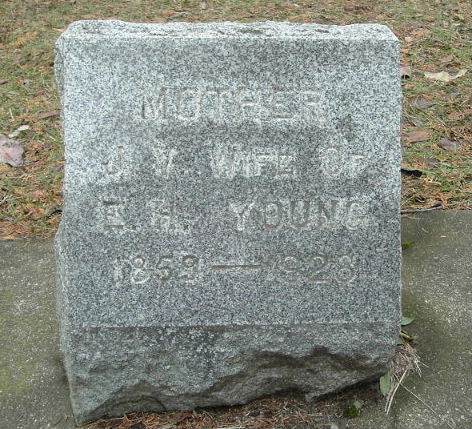 MOTHER
J. V. WIFE OF
E. H. YOUNG
1859—1928